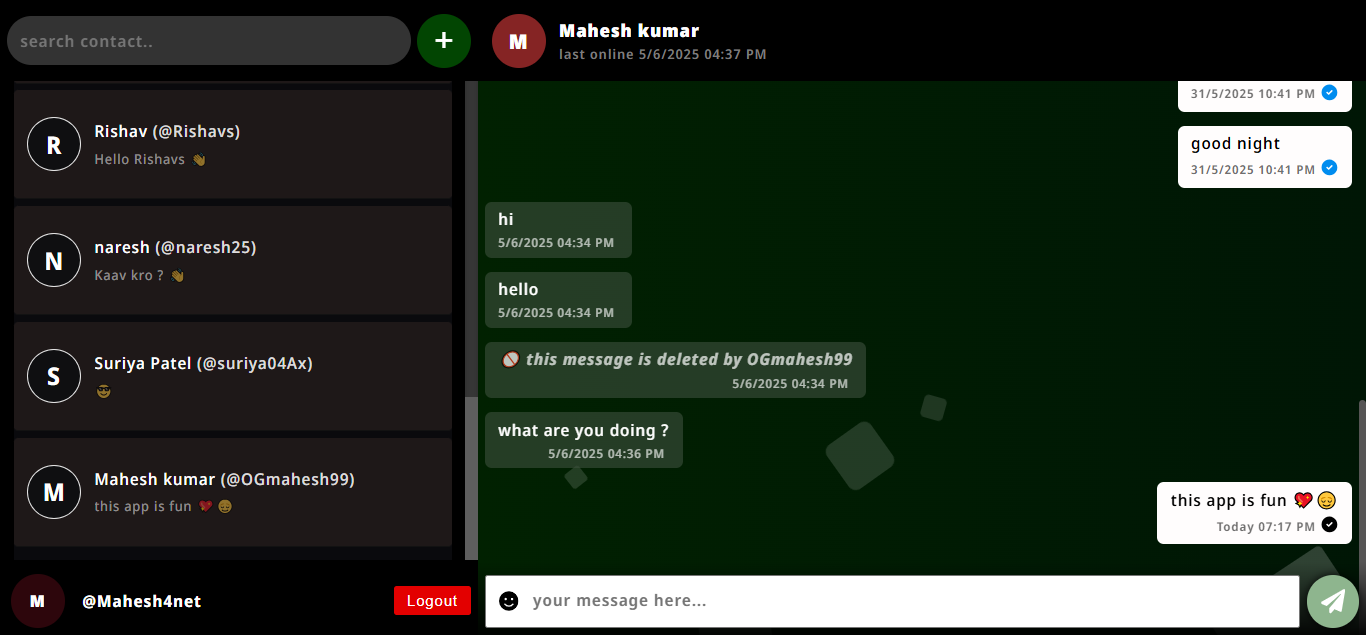 search contact..
+
R
Rishav (@Rishavs)
Hello Rishavs 👋
N
naresh (@naresh25)
Kaav kro ? 👋
S
Suriya Patel (@suriya04Ax)
😎
M
Mahesh kumar (@OGmahesh99)
this app is fun 💖 😌
M
@Mahesh4net
Logout
M
Mahesh kumar
last online 5/6/2025 04:37 PM
31/5/2025 10:41 PM
good night
31/5/2025 10:41 PM
hi
5/6/2025 04:34 PM
hello
5/6/2025 04:34 PM
🚫 this message is deleted by OGmahesh99
5/6/2025 04:34 PM
what are you doing ?
5/6/2025 04:36 PM
this app is fun 💖 😌
Today 07:17 PM
your message here...